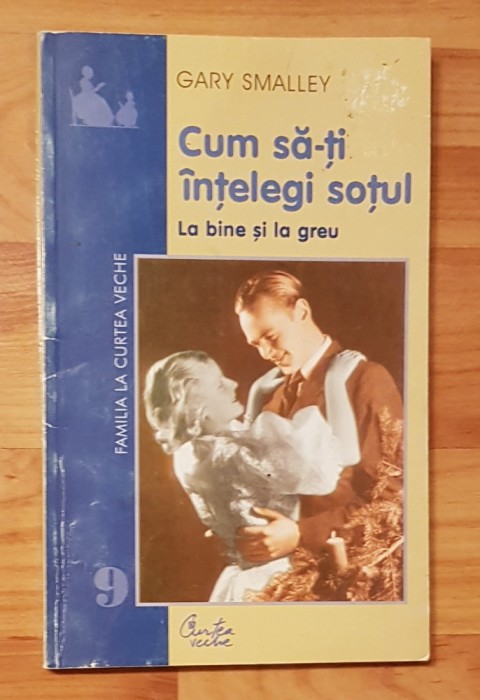 GARY SMALLEY
Cum să-ți
înțelegi soțul
La bine și la greu
FAMILIA LA CURTEA VECHE
9
Curtea
veche